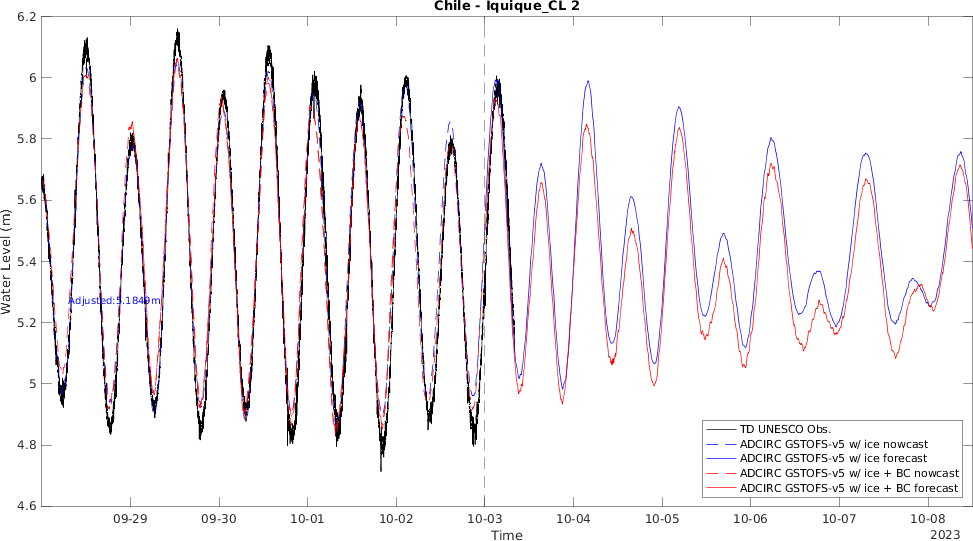 Chile - Iquique_CL 2
6.2
6
5.8
5.6
5.4
5.2
5
4.8
4.6
Water Level (m)
Adjusted:5.1849m
TD UNESCO Obs.
ADCIRC GSTOFS-v5 w/ ice nowcast
ADCIRC GSTOFS-v5 w/ ice forecast
ADCIRC GSTOFS-v5 w/ ice + BC nowcast
ADCIRC GSTOFS-v5 w/ ice + BC forecast
09-29 09-30 10-01 10-02 10-03 10-04 10-05 10-06 10-07 10-08
Time
2023